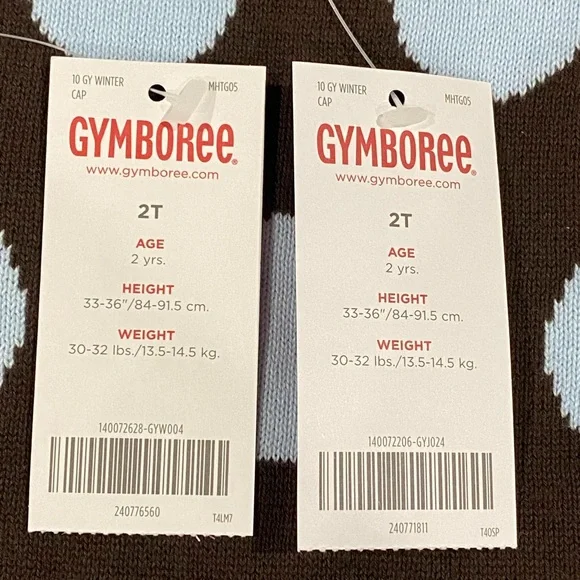 10 GY WINTER
CAP
MHTG05
GYMBOREE®
www.gymboree.com
2T
AGE
2 yrs.
HEIGHT
33-36"/84-91.5 cm.
WEIGHT
30-32 lbs./13.5-14.5 kg.
140072628-GYW004
240776560
T4LM7
10 GY WINTER
CAP
MHTG05
GYMBOREE®
www.gymboree.com
2T
AGE
2 yrs.
HEIGHT
33-36"/84-91.5 cm.
WEIGHT
30-32 lbs./13.5-14.5 kg.
140072206-GYJ024
240771811
T4OSP